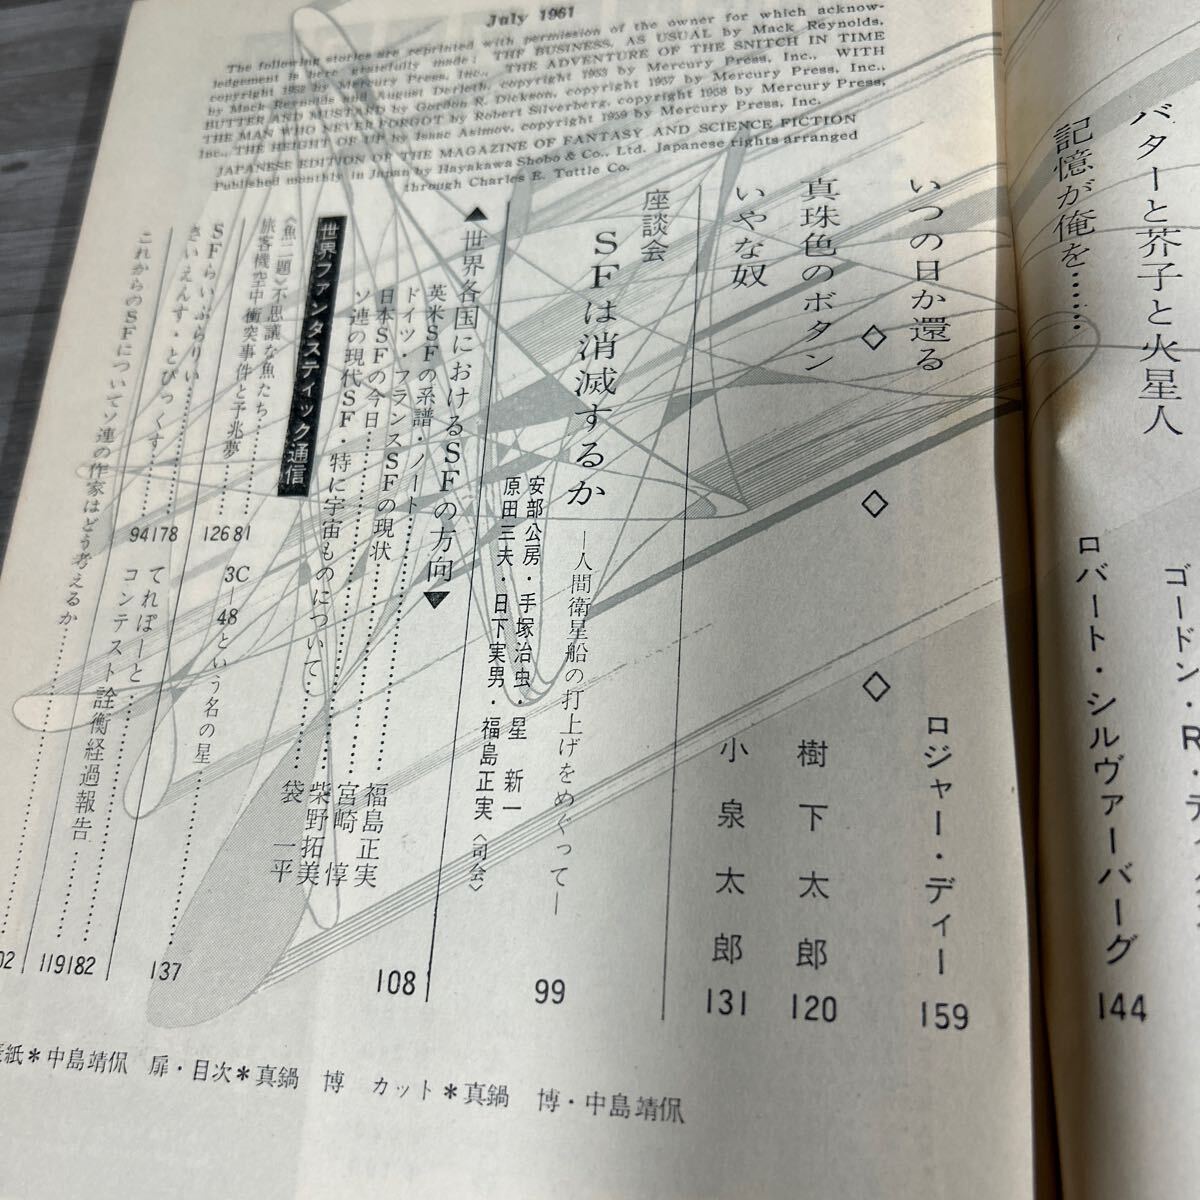 July 1961
The following stories are reprinted with permission of the owner for which acknow-
ledgement is here gratefully made: THE BUSINESS, AS USUAL by Mack Reynolds,
copyright 1952 by Mercury Press, Inc., THE ADVENTURE OF THE SNITCH IN TIME
by Mack Reynolds and August Derleth, copyright 1953 by Mercury Press, Inc., WITH
BUTTER AND MUSTARD by Gordon R. Dickson, copyright 1957 by Mercury Press, Inc.,
THE MAN WHO NEVER FORGOT by Robert Silverberg, copyright 1958 by Mercury Press,
Inc., THE HEIGHT OF UP by Isaac Asimov, copyright 1959 by Mercury Press, Inc.
JAPANESE EDITION OF THE MAGAZINE OF FANTASY AND SCIENCE FICTION
Published monthly in Japan by Hayakawa Shobo & Co., Ltd. Japanese rights arranged
through Charles E. Tuttle Co.
バターと芥子と火星人 ゴードン・R・ディ
記憶が俺を…… ロバート・シルヴァーバーグ 144
いつの日か還る ロジャー・ディー 159
◇ ◇ ◇
真珠色のボタン 樹下太郎 120
いやな奴 小泉太郎 131
座談会
SFは消滅するか ―人間衛星船の打上げをめぐって― 99
安部公房・手塚治虫・星 新一
原田三夫・日下実男・福島正実〈司会〉
▲世界各国におけるSFの方向▼ 108
英米SFの系譜・ノート…… 福島正実
ドイツ・フランスSFの現状…… 宮崎 惇
日本SFの今日…… 柴野拓美
ソ連の現代SF・特に宇宙ものについて…… 袋 一平
世界ファンタスティック通信
〈魚二題〉不思議な魚たち……81
旅客機空中衝突事件と予兆夢……126
3C―48という名の星……137
SFらいぶらりい……178
さいえんす・とぴっくす……94
てれぽーと……182
コンテスト詮衡経過報告……119
これからのSFについてソ連の作家はどう考えるか……02
表紙＊中島靖侃 扉・目次＊真鍋 博 カット＊真鍋 博・中島靖侃